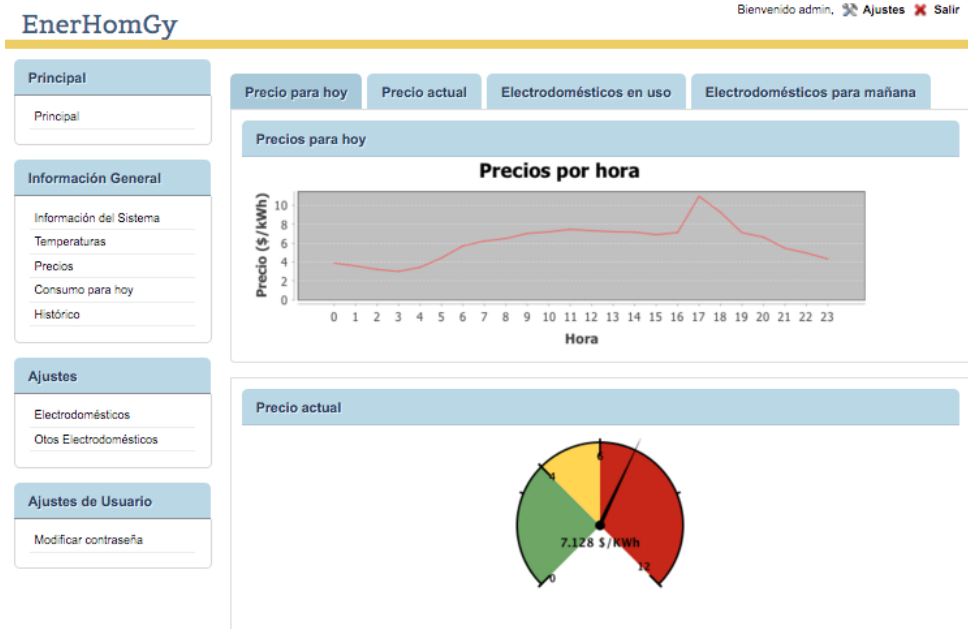 EnerHomGy
Bienvenido admin, Ajustes Salir
Principal
Principal
Información General
Información del Sistema
Temperaturas
Precios
Consumo para hoy
Histórico
Ajustes
Electrodomésticos
Otos Electrodomésticos
Ajustes de Usuario
Modificar contraseña
Precio para hoy Precio actual Electrodomésticos en uso Electrodomésticos para mañana
Precios para hoy
Precios por hora
Precio ($/kWh)
10
8
6
4
2
0
0 1 2 3 4 5 6 7 8 9 10 11 12 13 14 15 16 17 18 19 20 21 22 23
Hora
Precio actual
6
4
7.128 $/KWh
0 12